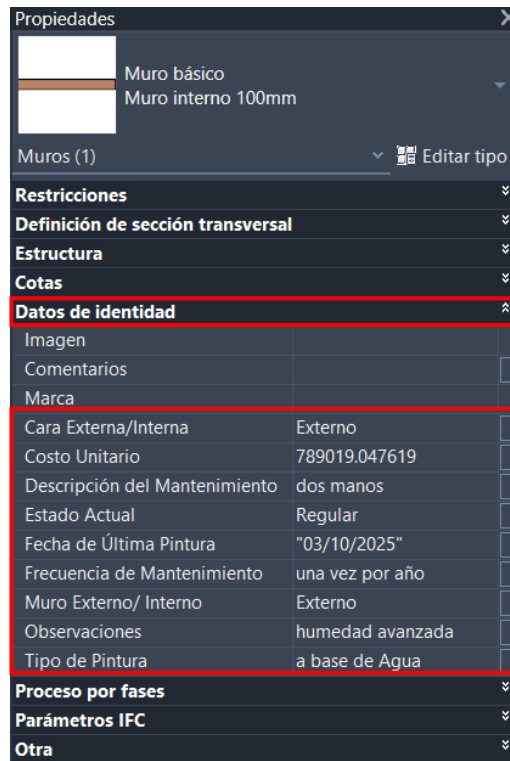 Propiedades
Muro básico
Muro interno 100mm
Muros (1) Editar tipo
Restricciones
Definición de sección transversal
Estructura
Cotas
Datos de identidad
Imagen
Comentarios
Marca
Cara Externa/Interna Externo
Costo Unitario 789019.047619
Descripción del Mantenimiento dos manos
Estado Actual Regular
Fecha de Última Pintura "03/10/2025"
Frecuencia de Mantenimiento una vez por año
Muro Externo/ Interno Externo
Observaciones humedad avanzada
Tipo de Pintura a base de Agua
Proceso por fases
Parámetros IFC
Otra